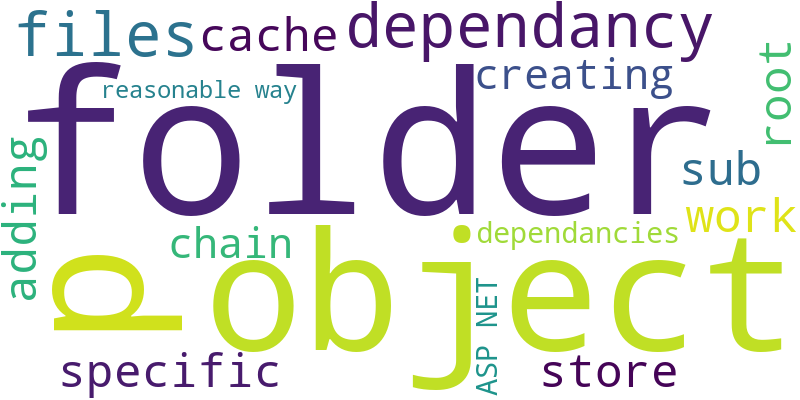 files
cache
dependancy
creating
reasonable way
folder
root
adding
sub
work
chain
dependancies
p
object
ASP NET
specific
store